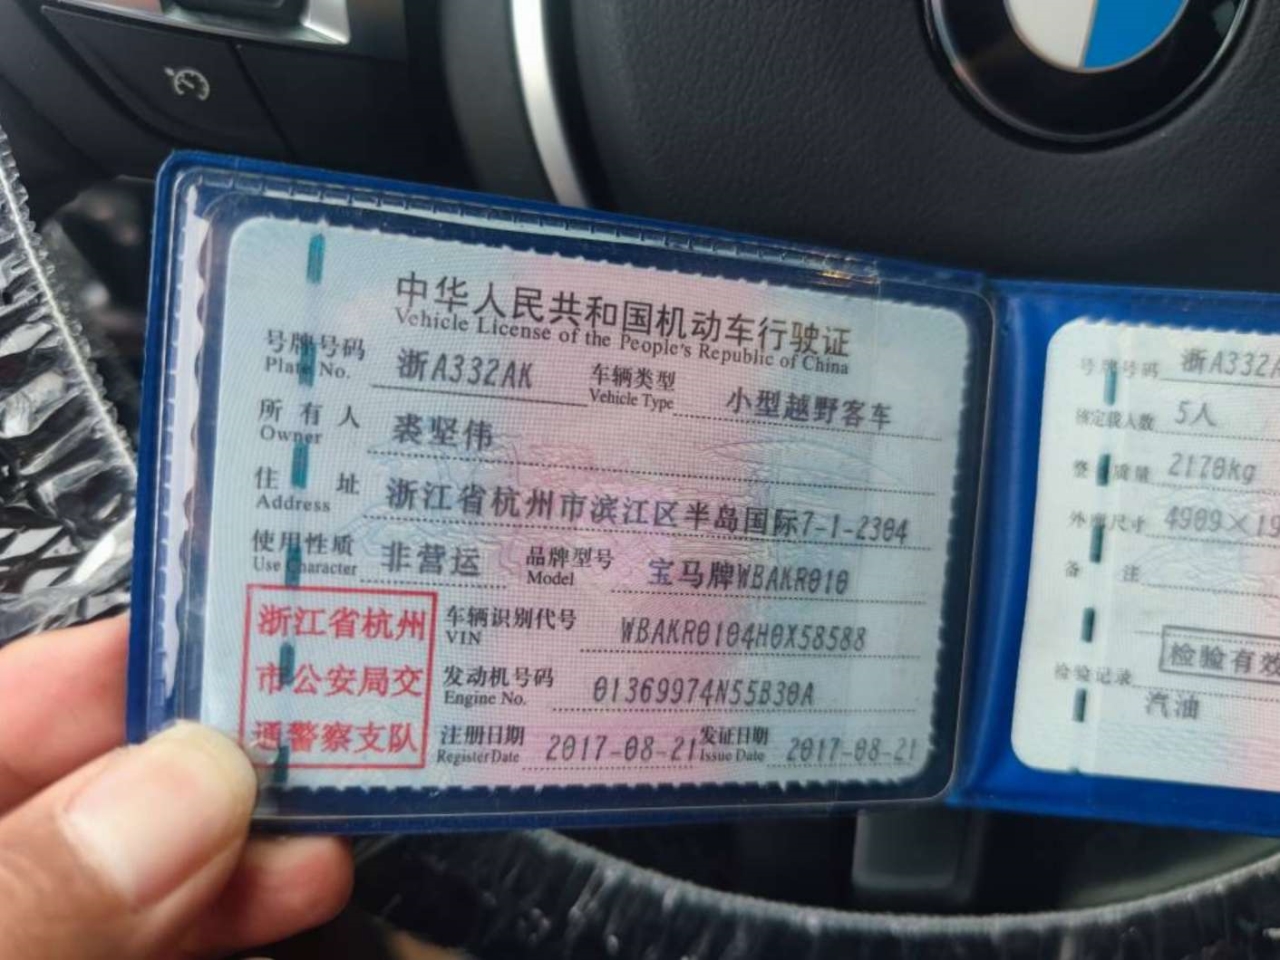 中华人民共和国机动车行驶证
Vehicle License of the People's Republic of China
号牌号码 浙A332AK 车辆类型 小型越野客车
Plate No. Vehicle Type
所有人 裘坚伟
Owner
住址 浙江省杭州市滨江区半岛国际7-1-2304
Address
使用性质 非营运 品牌型号 宝马牌WBAKR010
Use Character Model
浙江省杭州
市公安局交
通警察支队
车辆识别代号 WBAKR0104H0X58588
VIN
发动机号码 01369974N55B30A
Engine No.
注册日期 2017-08-21 发证日期 2017-08-21
Register Date Issue Date
号牌号码 浙A332A
核定载人数 5人
整备质量 2170kg
外廓尺寸 4909×19
备注
检验有效
检验记录
汽油